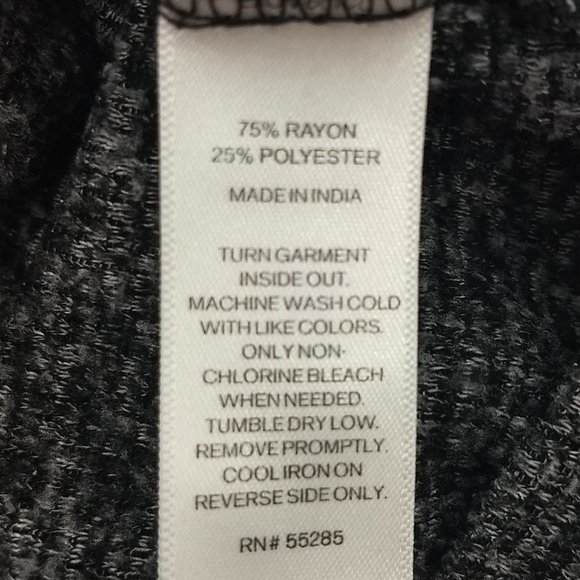 75% RAYON
25% POLYESTER
MADE IN INDIA
TURN GARMENT
INSIDE OUT.
MACHINE WASH COLD
WITH LIKE COLORS.
ONLY NON-
CHLORINE BLEACH
WHEN NEEDED.
TUMBLE DRY LOW.
REMOVE PROMPTLY.
COOL IRON ON
REVERSE SIDE ONLY.
RN# 55285